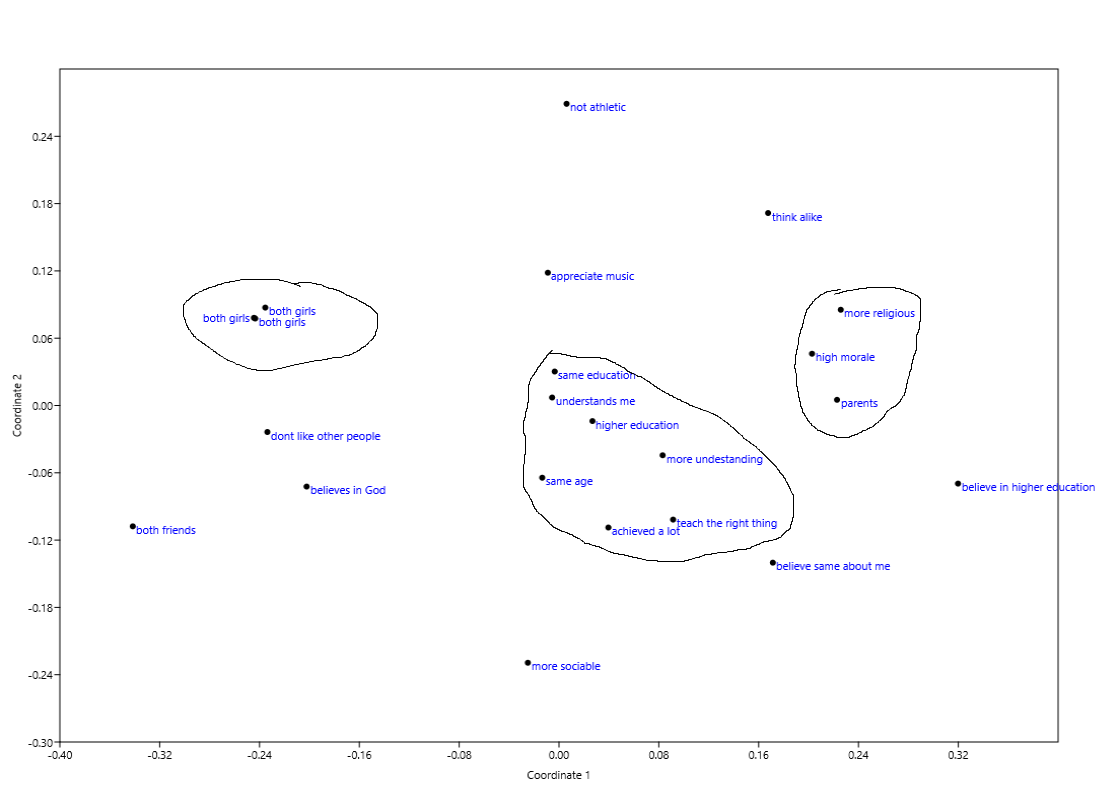 not athletic
0.24
0.18
think alike
0.12
appreciate music
both girls
more religious
both girls
both girls
0.06
high morale
same education
understands me
parents
0.00
higher education
dont like other people
more undestanding
-0.06
same age
believes in God
believe in higher education
teach the right thing
both friends
achieved a lot
-0.12
believe same about me
-0.18
more sociable
-0.24
-0.30
Coordinate 2
-0.40 -0.32 -0.24 -0.16 -0.08 0.00 0.08 0.16 0.24 0.32
Coordinate 1